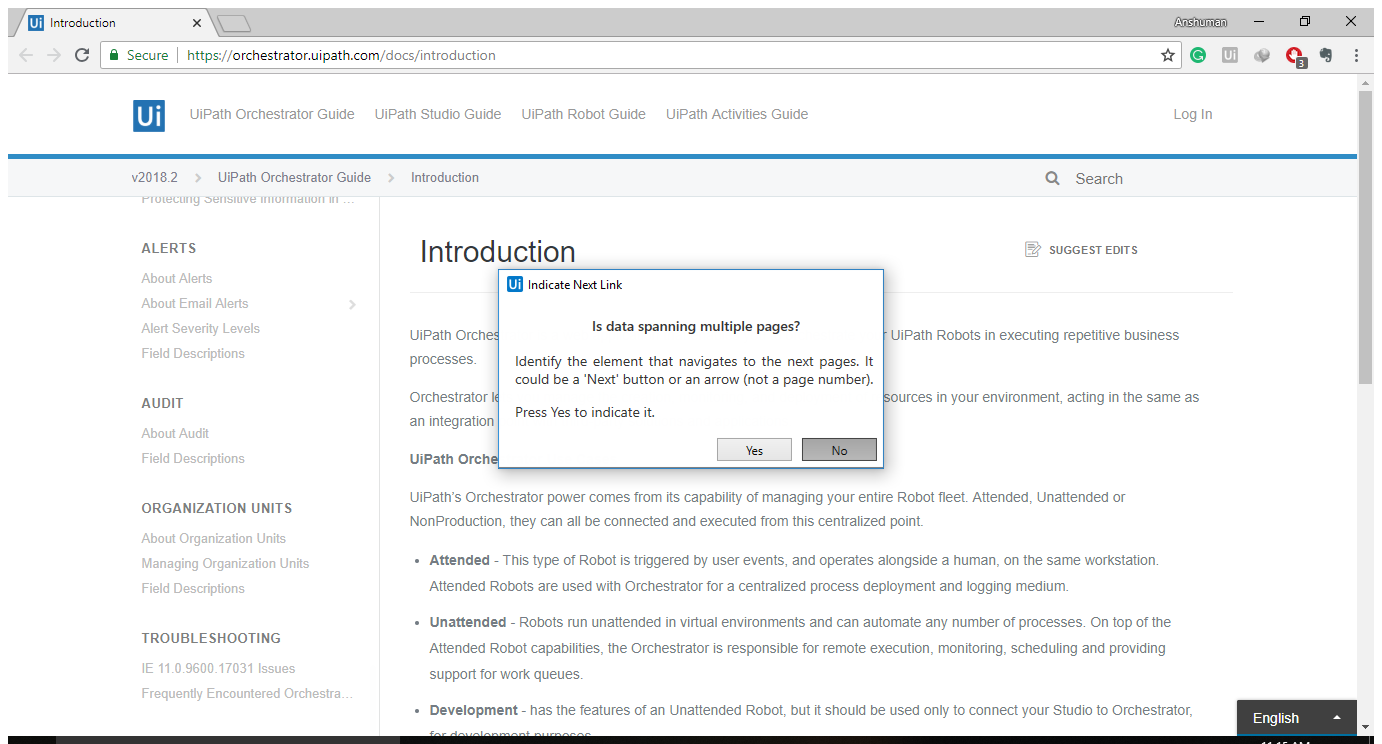 Ui Introduction
Anshuman
Secure https://orchestrator.uipath.com/docs/introduction
Ui
3
Ui UiPath Orchestrator Guide UiPath Studio Guide UiPath Robot Guide UiPath Activities Guide Log In
v2018.2 UiPath Orchestrator Guide Introduction Search
Protecting Sensitive Information in ...
ALERTS
About Alerts
About Email Alerts
Alert Severity Levels
Field Descriptions
AUDIT
About Audit
Field Descriptions
ORGANIZATION UNITS
About Organization Units
Managing Organization Units
Field Descriptions
TROUBLESHOOTING
IE 11.0.9600.17031 Issues
Frequently Encountered Orchestra...
Introduction
SUGGEST EDITS
UiPath Orches
r UiPath Robots in executing repetitive business
processes.
Orchestrator le
sources in your environment, acting in the same as
an integration
UiPath Orche
Ui Indicate Next Link
Is data spanning multiple pages?
Identify the element that navigates to the next pages. It
could be a 'Next' button or an arrow (not a page number).
Press Yes to indicate it.
Yes No
UiPath's Orchestrator power comes from its capability of managing your entire Robot fleet. Attended, Unattended or
NonProduction, they can all be connected and executed from this centralized point.
• Attended - This type of Robot is triggered by user events, and operates alongside a human, on the same workstation.
Attended Robots are used with Orchestrator for a centralized process deployment and logging medium.
• Unattended - Robots run unattended in virtual environments and can automate any number of processes. On top of the
Attended Robot capabilities, the Orchestrator is responsible for remote execution, monitoring, scheduling and providing
support for work queues.
• Development - has the features of an Unattended Robot, but it should be used only to connect your Studio to Orchestrator,
for development purposes.
English
11:15 AM